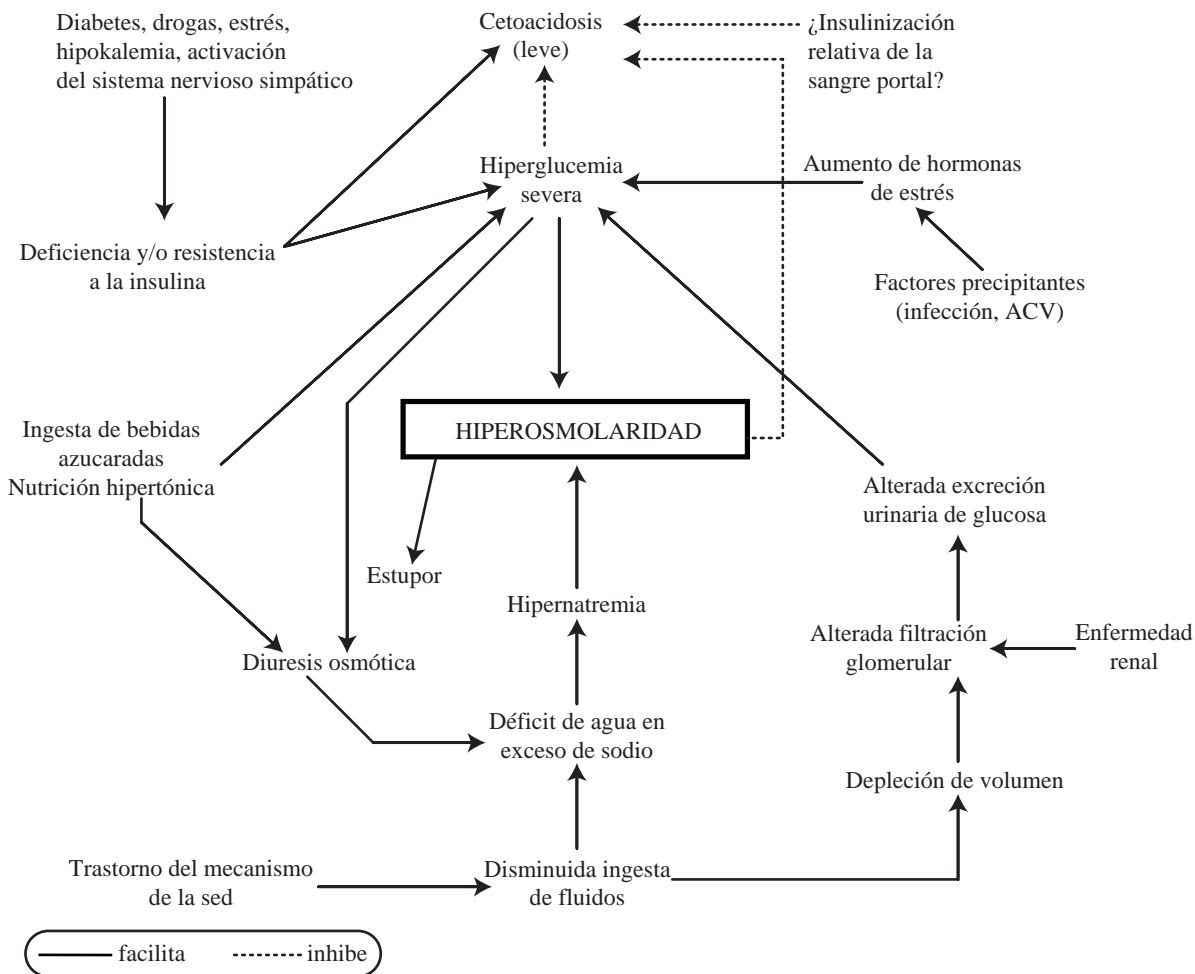 Diabetes, drogas, estrés,
hipokalemia, activación
del sistema nervioso simpático
Cetoacidosis
(leve)
¿Insulinización
relativa de la
sangre portal?
Hiperglucemia
severa
Aumento de hormonas
de estrés
Deficiencia y/o resistencia
a la insulina
Factores precipitantes
(infección, ACV)
Ingesta de bebidas
azucaradas
Nutrición hipertónica
HIPEROSMOLARIDAD
Alterada excreción
urinaria de glucosa
Estupor
Hipernatremia
Alterada filtración
glomerular
Enfermedad
renal
Diuresis osmótica
Déficit de agua en
exceso de sodio
Depleción de volumen
Trastorno del mecanismo
de la sed
Disminuida ingesta
de fluidos
facilita
inhibe